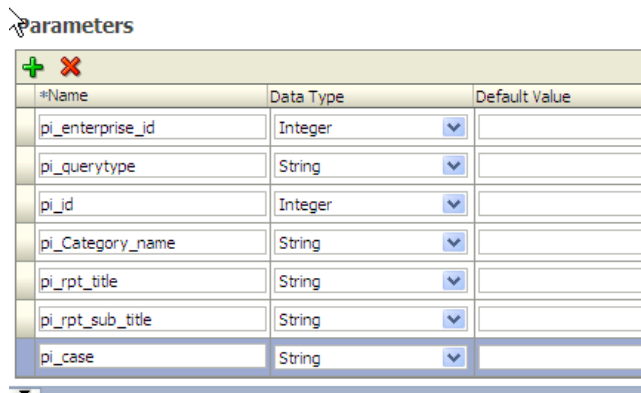 Parameters
*Name Data Type Default Value
pi_enterprise_id Integer
pi_querytype String
pi_id Integer
pi_Category_name String
pi_rpt_title String
pi_rpt_sub_title String
pi_case String